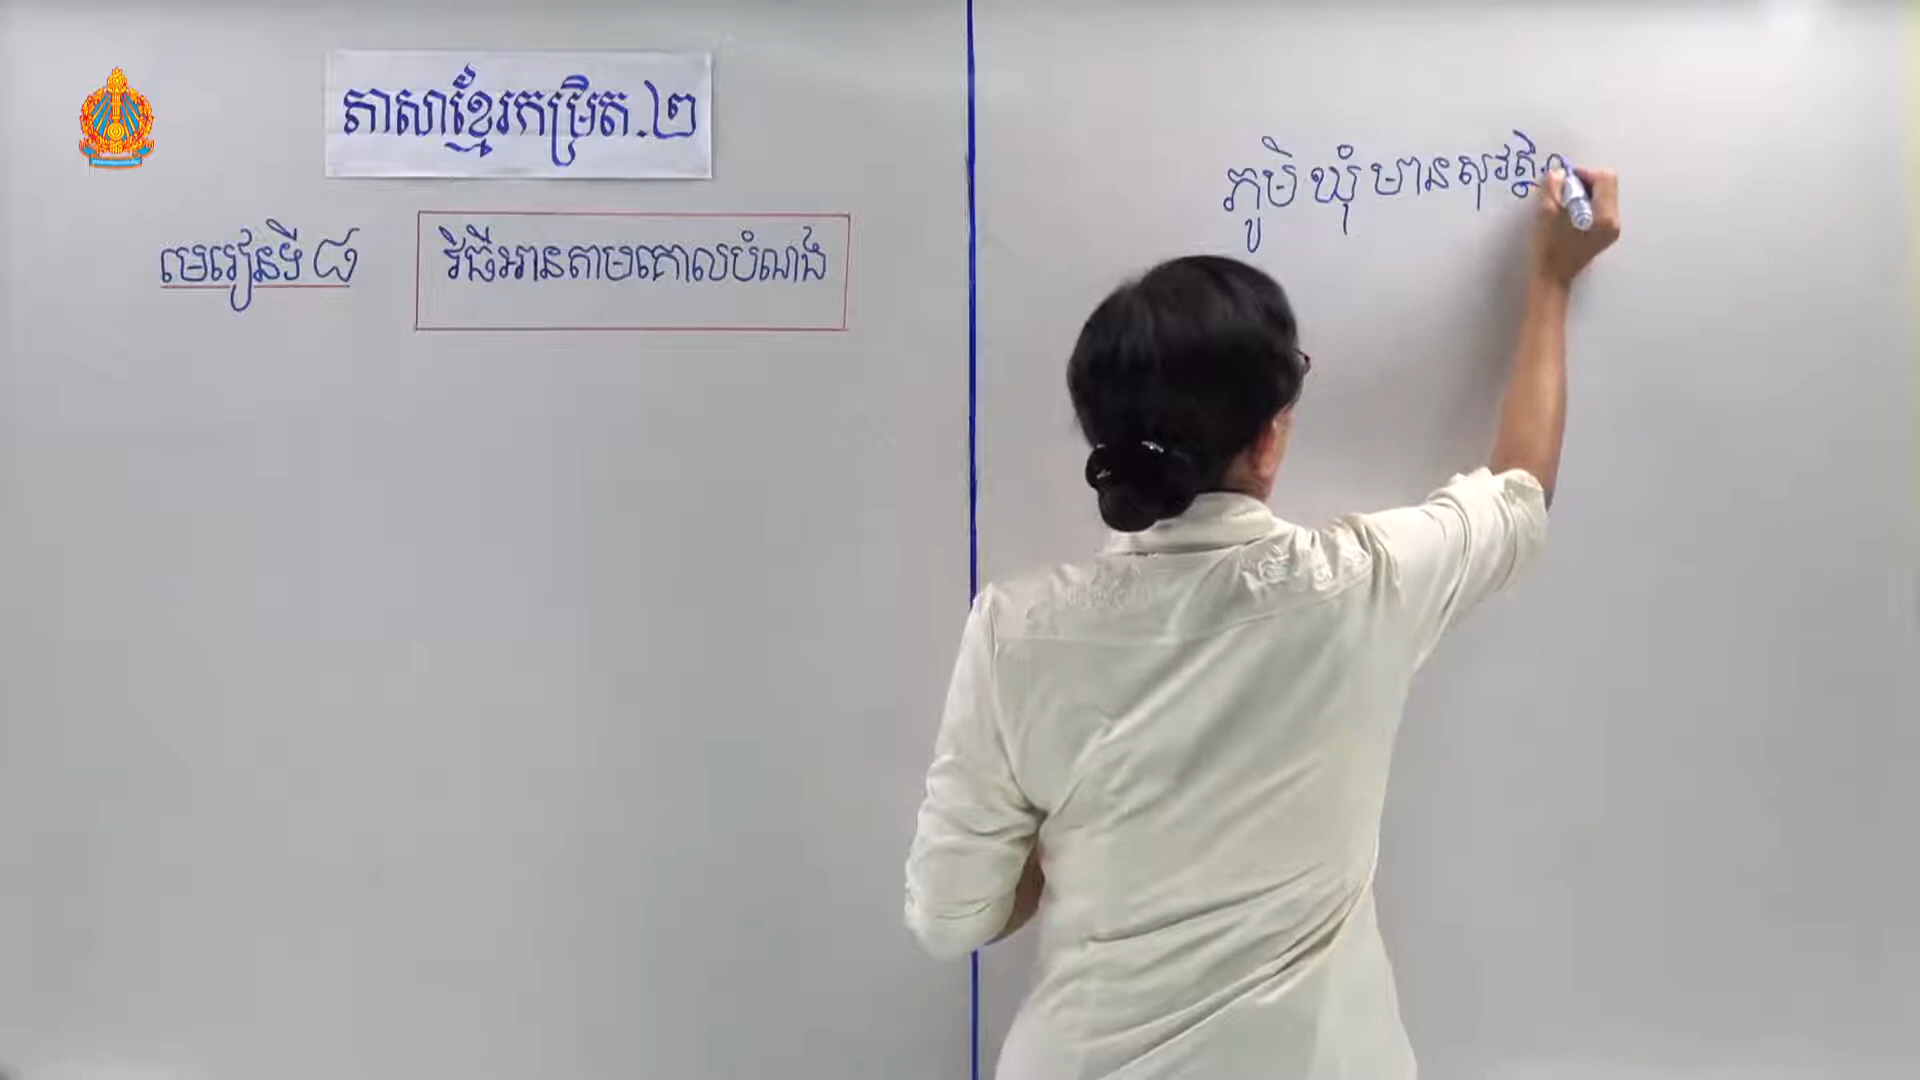 ភាសាខ្មែរកម្រិត.២
មេរៀនទី ៨
វិធីអានតាមគោលបំណង
ភូមិ ឃុំ មានសុវត្ថិ